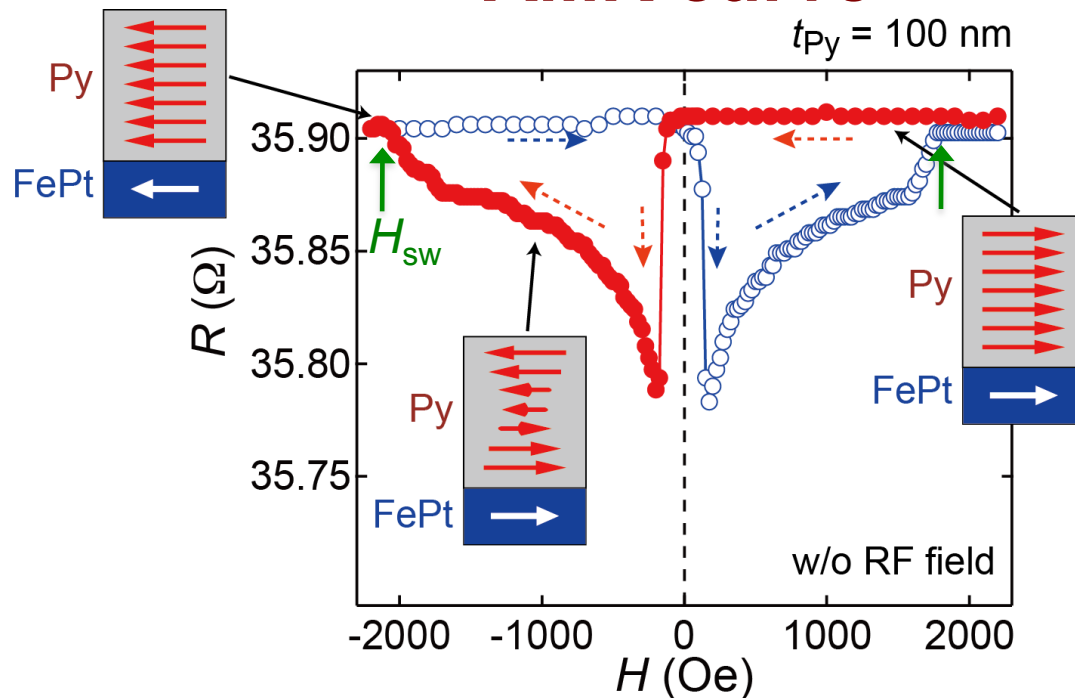 t_Py = 100 nm
Py
FePt
H_sw
Py
FePt
Py
FePt
w/o RF field
R (Ω)
35.90
35.85
35.80
35.75
-2000 -1000 0 1000 2000
H (Oe)